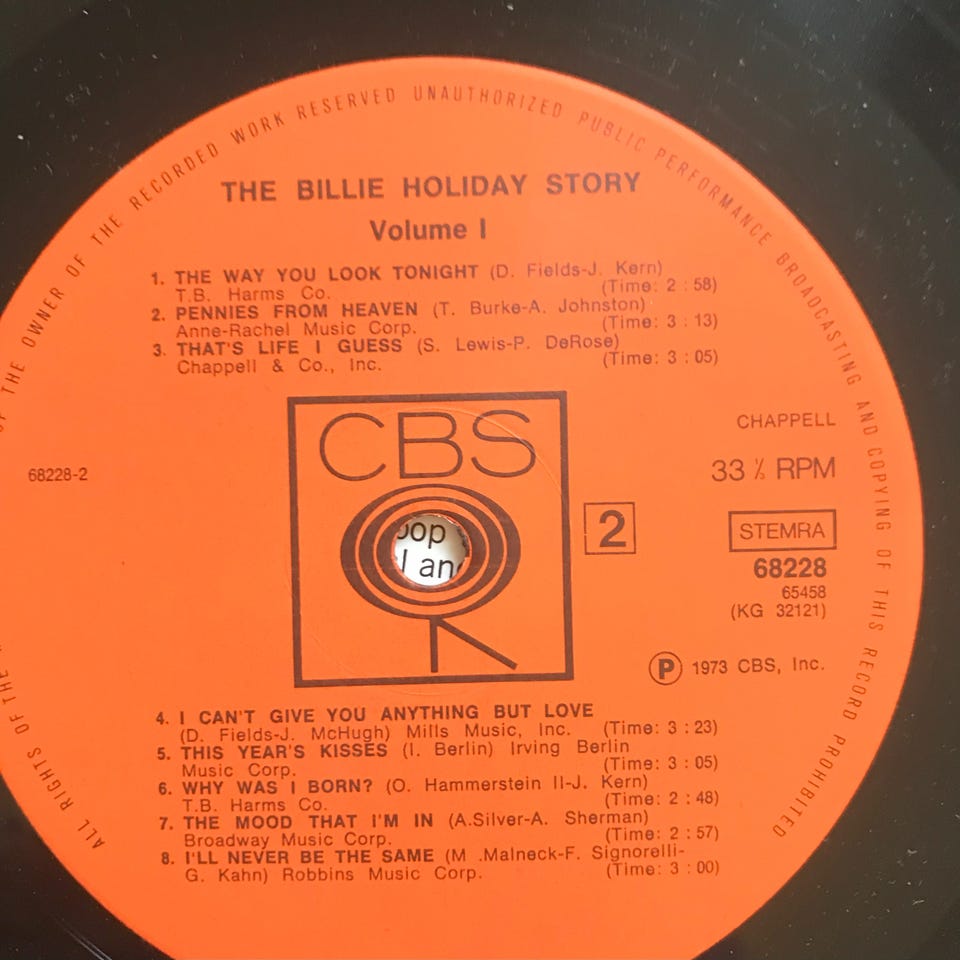 ALL RIGHTS OF THE
OF THE OWNER OF THE RECORDED WORK RESERVED UNAUTHORIZED PUBLIC PERFORMANCE BROADCASTING AND COPYING OF THIS RECORD PROHIBITED
THE BILLIE HOLIDAY STORY
Volume I
1. THE WAY YOU LOOK TONIGHT (D. Fields-J. Kern)
T.B. Harms Co. (Time: 2 : 58)
2. PENNIES FROM HEAVEN (T. Burke-A. Johnston)
Anne-Rachel Music Corp. (Time: 3 : 13)
3. THAT'S LIFE I GUESS (S. Lewis-P. DeRose)
Chappell & Co., Inc. (Time: 3 : 05)
CBS
CHAPPELL
68228-2
33 ⅓ RPM
2
STEMRA
68228
65458
(KG 32121)
℗ 1973 CBS, Inc.
4. I CAN'T GIVE YOU ANYTHING BUT LOVE
(D. Fields-J. McHugh) Mills Music, Inc. (Time: 3 : 23)
5. THIS YEAR'S KISSES (I. Berlin) Irving Berlin
Music Corp. (Time: 3 : 05)
6. WHY WAS I BORN? (O. Hammerstein II-J. Kern)
T.B. Harms Co. (Time: 2 : 48)
7. THE MOOD THAT I'M IN (A.Silver-A. Sherman)
Broadway Music Corp. (Time: 2 : 57)
8. I'LL NEVER BE THE SAME (M .Malneck-F. Signorelli-
G. Kahn) Robbins Music Corp. (Time: 3 : 00)